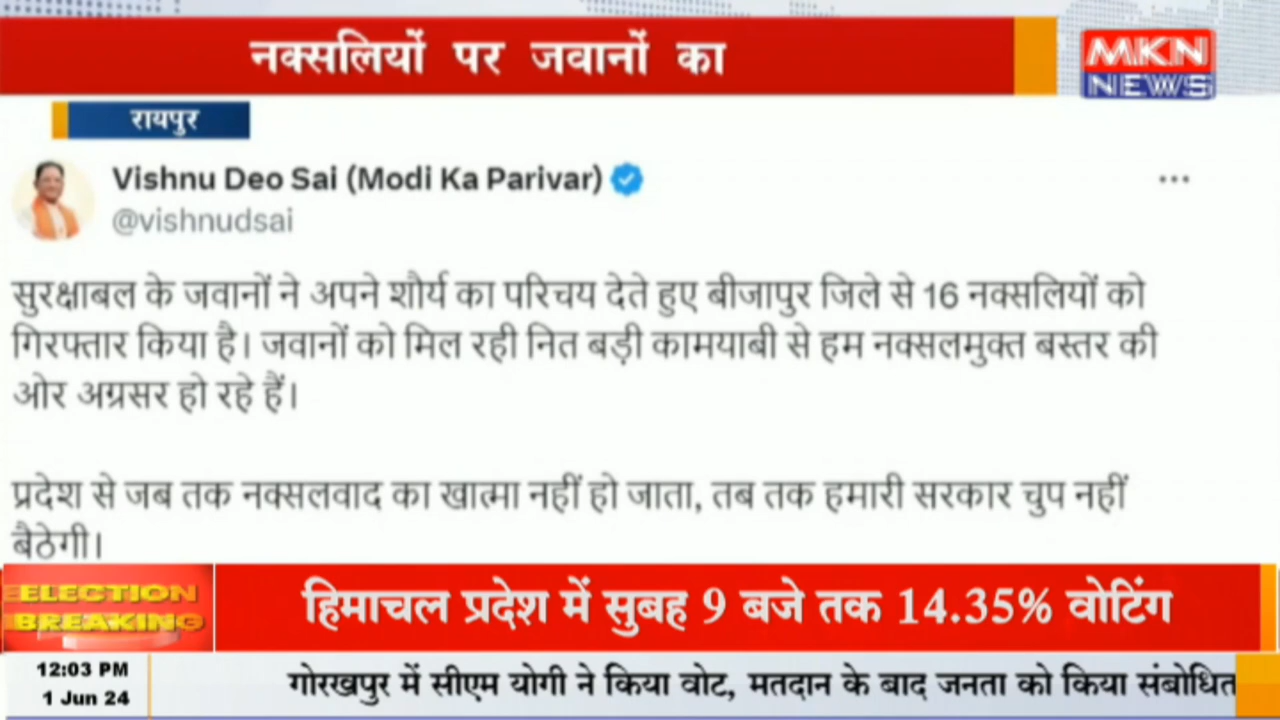 नक्सलियों पर जवानों का
MKN
NEWS
रायपुर
Vishnu Deo Sai (Modi Ka Parivar)
@vishnudsai
सुरक्षाबल के जवानों ने अपने शौर्य का परिचय देते हुए बीजापुर जिले से 16 नक्सलियों को
गिरफ्तार किया है। जवानों को मिल रही नित बड़ी कामयाबी से हम नक्सलमुक्त बस्तर की
ओर अग्रसर हो रहे हैं।
प्रदेश से जब तक नक्सलवाद का खात्मा नहीं हो जाता, तब तक हमारी सरकार चुप नहीं
बैठेगी।
ELECTION
BREAKING
हिमाचल प्रदेश में सुबह 9 बजे तक 14.35% वोटिंग
12:03 PM
1 Jun 24
गोरखपुर में सीएम योगी ने किया वोट, मतदान के बाद जनता को किया संबोधित